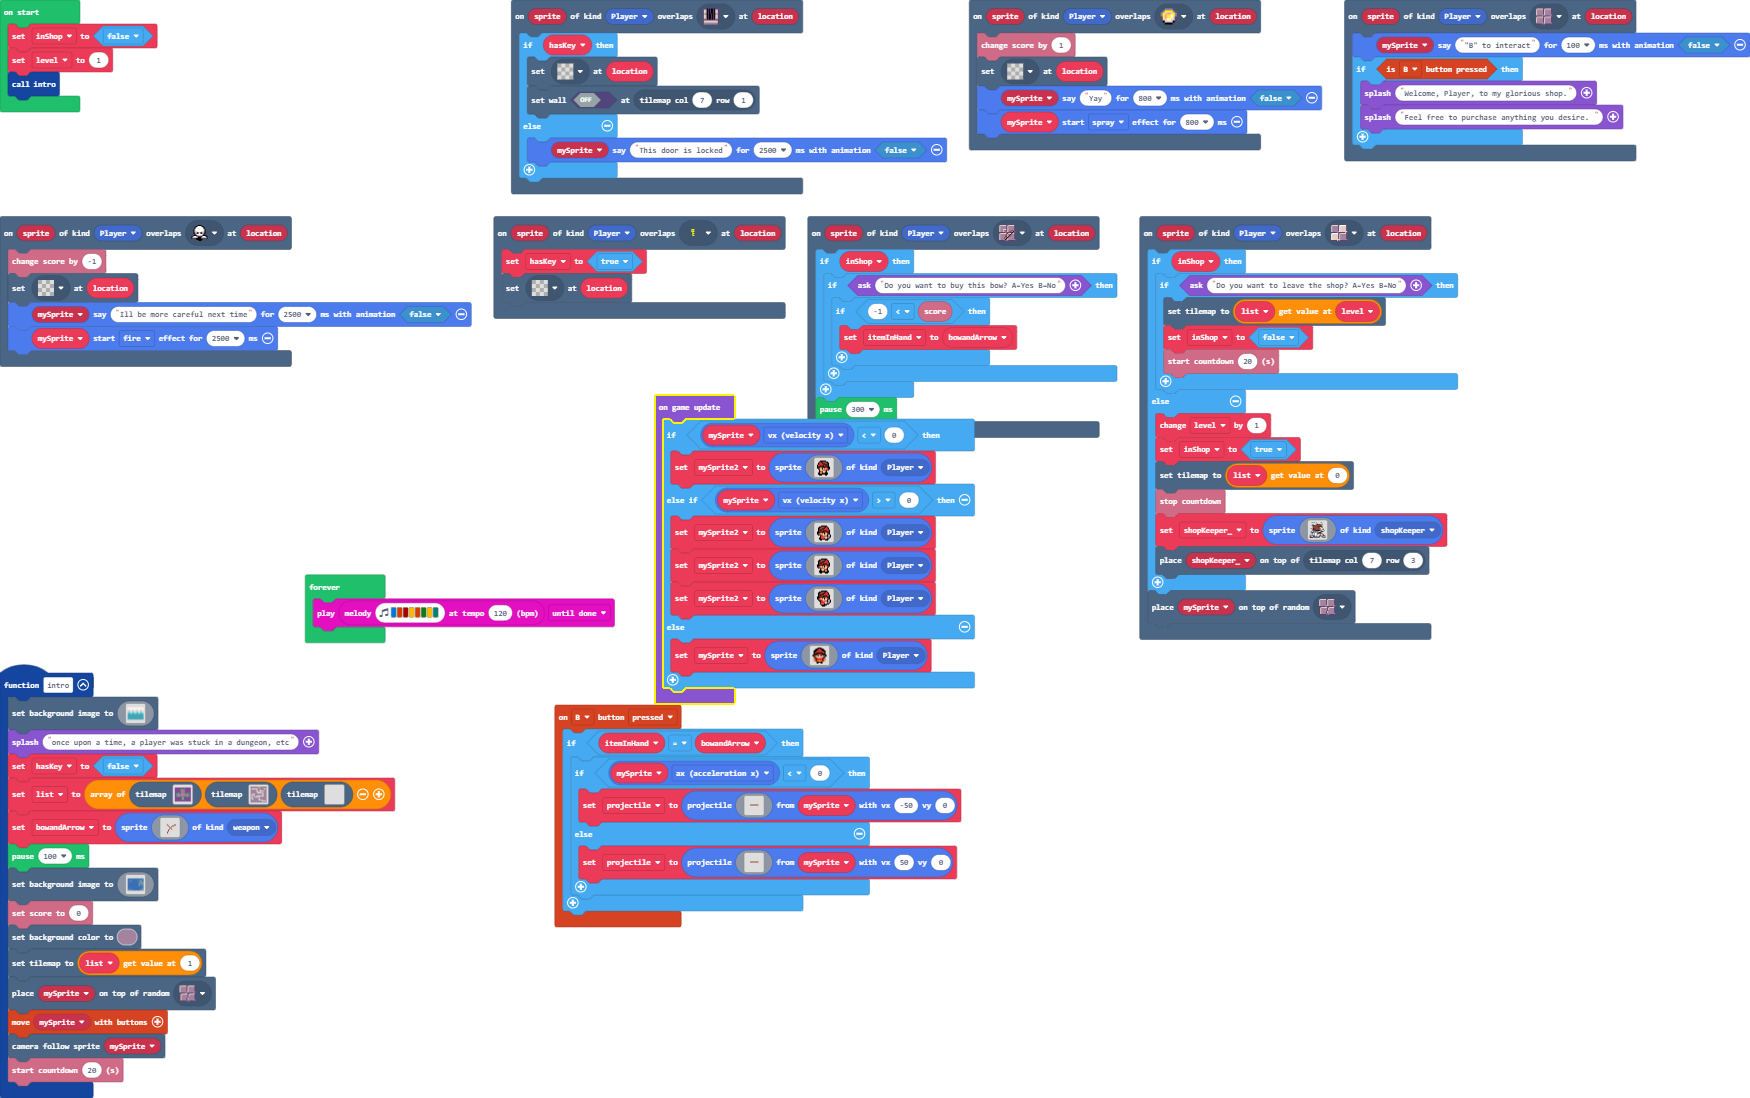 on start
set inShop to false
set level to 1
call intro
on sprite of kind Player overlaps at location
if hasKey then
set at location
set wall OFF at tilemap col 7 row 1
else
mySprite say "This door is locked" for 2500 ms with animation false
on sprite of kind Player overlaps at location
change score by 1
set at location
mySprite say "Yay" for 800 ms with animation false
mySprite start spray effect for 800 ms
on sprite of kind Player overlaps at location
mySprite say ""B" to interact" for 100 ms with animation false
if is B button pressed then
splash "Welcome, Player, to my glorious shop."
splash "Feel free to purchase anything you desire. "
on sprite of kind Player overlaps at location
change score by -1
set at location
mySprite say "Ill be more careful next time" for 2500 ms with animation false
mySprite start fire effect for 2500 ms
on sprite of kind Player overlaps at location
set hasKey to true
set at location
on sprite of kind Player overlaps at location
if inShop then
if ask "Do you want to buy this bow? A=Yes B=No" then
if -1 < score then
set itemInHand to bowandArrow
pause 300 ms
on sprite of kind Player overlaps at location
if inShop then
if ask "Do you want to leave the shop? A=Yes B=No" then
set tilemap to list get value at level
set inShop to false
start countdown 20 (s)
else
change level by 1
set inShop to true
set tilemap to list get value at 0
stop countdown
set shopKeeper_ to sprite of kind shopKeeper
place shopKeeper_ on top of tilemap col 7 row 3
place mySprite on top of random
on game update
if mySprite vx (velocity x) < 0 then
set mySprite2 to sprite of kind Player
else if mySprite vx (velocity x) > 0 then
set mySprite2 to sprite of kind Player
set mySprite2 to sprite of kind Player
set mySprite2 to sprite of kind Player
else
set mySprite to sprite of kind Player
forever
play melody at tempo 120 (bpm) until done
function intro
set background image to
splash "once upon a time, a player was stuck in a dungeon, etc"
set hasKey to false
set list to array of tilemap tilemap tilemap
set bowandArrow to sprite of kind weapon
pause 100 ms
set background image to
set score to 0
set background color to
set tilemap to list get value at 1
place mySprite on top of random
move mySprite with buttons
camera follow sprite mySprite
start countdown 20 (s)
on B button pressed
if itemInHand = bowandArrow then
if mySprite ax (acceleration x) < 0 then
set projectile to projectile from mySprite with vx -50 vy 0
else
set projectile to projectile from mySprite with vx 50 vy 0